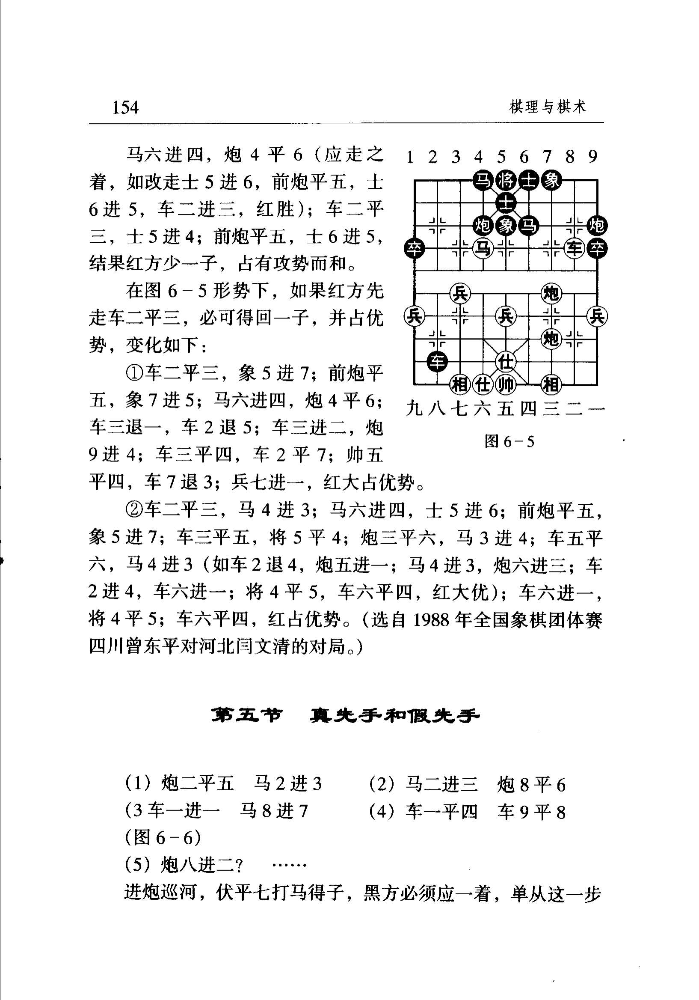 154
棋理与棋术
马六进四，炮 4 平 6（应走之
着，如改走士 5 进 6，前炮平五，士
6 进 5，车二进三，红胜）；车二平
三，士 5 进 4；前炮平五，士 6 进 5，
结果红方少一子，占有攻势而和。
在图 6－5 形势下，如果红方先
走车二平三，必可得回一子，并占优
势，变化如下：
①车二平三，象 5 进 7；前炮平
五，象 7 进 5；马六进四，炮 4 平 6；
车三退一，车 2 退 5；车三进二，炮
9 进 4；车三平四，车 2 平 7；帅五
平四，车 7 退 3；兵七进一，红大占优势。
1 2 3 4 5 6 7 8 9
马 将 士 象
士
炮 象 马 炮
卒 马 车 卒
兵 炮
兵 兵 兵
炮
车 仕
相 仕 帅 相
九 八 七 六 五 四 三 二 一
图 6－5
②车二平三，马 4 进 3；马六进四，士 5 进 6；前炮平五，
象 5 进 7；车三平五，将 5 平 4；炮三平六，马 3 进 4；车五平
六，马 4 进 3（如车 2 退 4，炮五进一；马 4 进 3，炮六进三；车
2 进 4，车六进一；将 4 平 5，车六平四，红大优）；车六进一，
将 4 平 5；车六平四，红占优势。（选自 1988 年全国象棋团体赛
四川曾东平对河北闫文清的对局。）
第五节 真先手和假先手
（1）炮二平五 马 2 进 3 （2）马二进三 炮 8 平 6
（3 车一进一 马 8 进 7 （4）车一平四 车 9 平 8
（图 6－6）
（5）炮八进二？ ……
进炮巡河，伏平七打马得子，黑方必须应一着，单从这一步